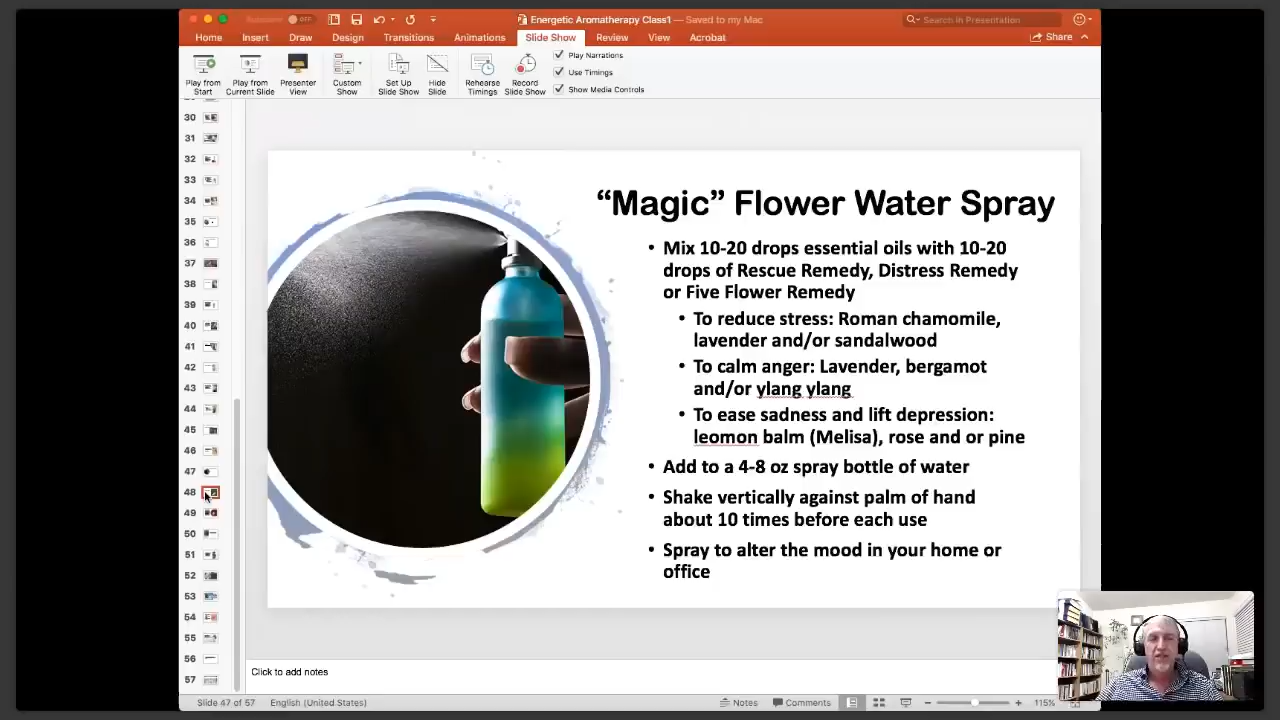 OFF
Energetic Aromatherapy Class1 — Saved to my Mac
Search in Presentation
Home Insert Draw Design Transitions Animations Slide Show Review View Acrobat
Share
Play from Start
Play from Current Slide
Presenter View
Custom Show
Set Up Slide Show
Hide Slide
Rehearse Timings
Record Slide Show
Play Narrations
Use Timings
Show Media Controls
30
31
32
33
34
35
36
37
38
39
40
41
42
43
44
45
46
47
48
49
50
51
52
53
54
55
56
57
“Magic” Flower Water Spray
• Mix 10-20 drops essential oils with 10-20
drops of Rescue Remedy, Distress Remedy
or Five Flower Remedy
• To reduce stress: Roman chamomile,
lavender and/or sandalwood
• To calm anger: Lavender, bergamot
and/or ylang ylang
• To ease sadness and lift depression:
leomon balm (Melisa), rose and or pine
• Add to a 4-8 oz spray bottle of water
• Shake vertically against palm of hand
about 10 times before each use
• Spray to alter the mood in your home or
office
Click to add notes
Slide 47 of 57 English (United States)
Notes Comments 115%